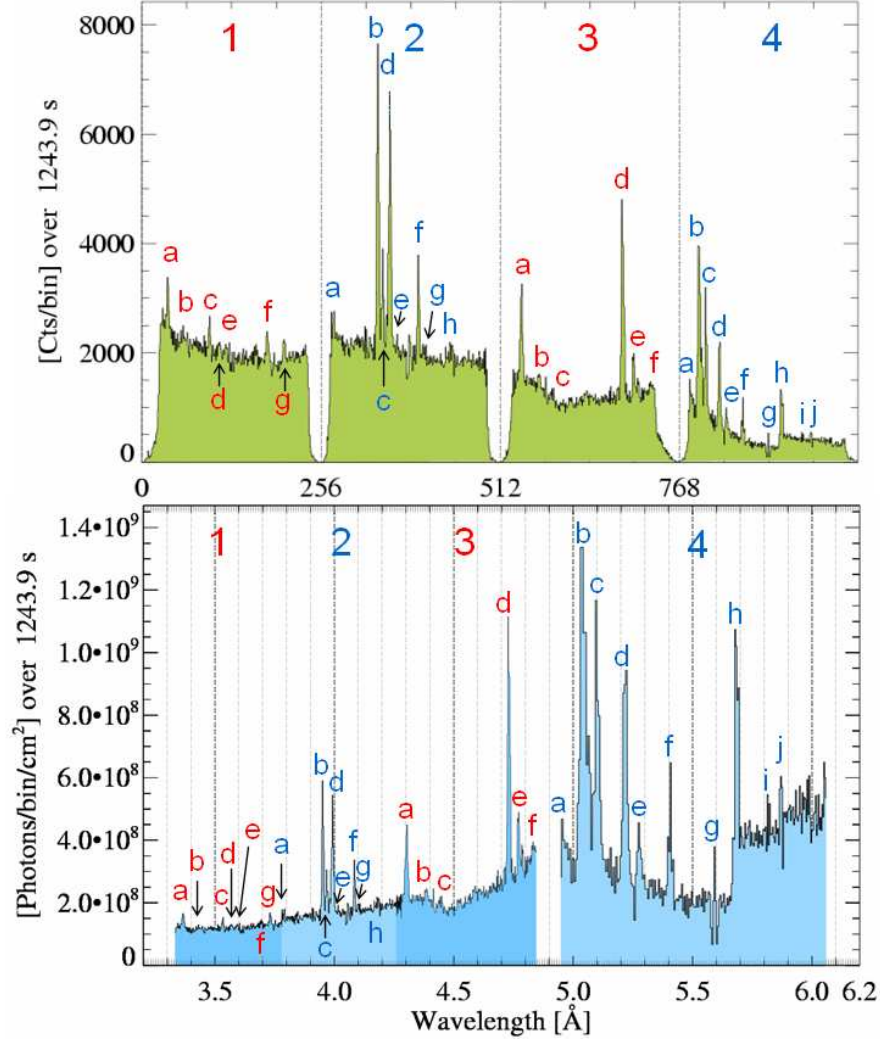 8000
6000
4000
2000
0
[Cts/bin] over 1243.9 s
1 2 3 4
a b c d e f g
a b c d e f g h
a b c d e f
a b c d e f g h i j
0 256 512 768
1.4•10⁹
1.2•10⁹
1.0•10⁹
8.0•10⁸
6.0•10⁸
4.0•10⁸
2.0•10⁸
0
[Photons/bin/cm²] over 1243.9 s
1 2 3 4
a b c d e f g
a b c d e f g h
a b c d e f
a b c d e f g h i j
3.5 4.0 4.5 5.0 5.5 6.0 6.2
Wavelength [Å]